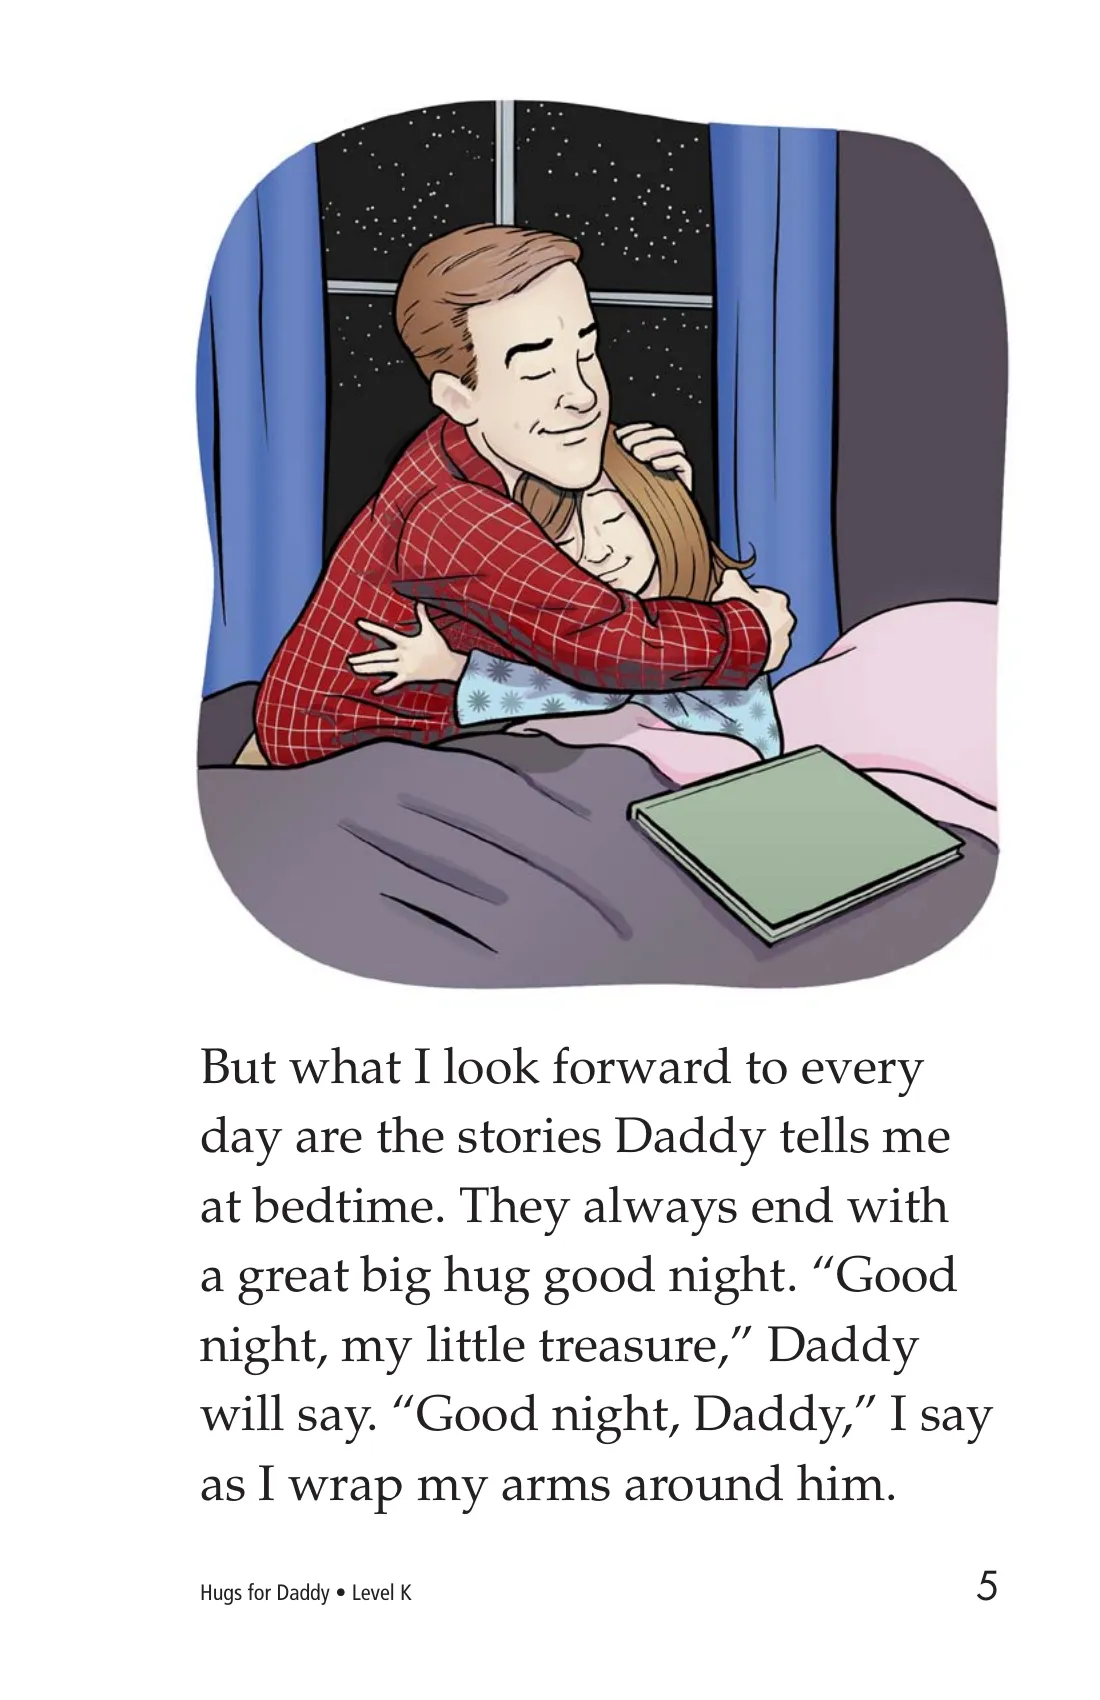 But what I look forward to every
day are the stories Daddy tells me
at bedtime. They always end with
a great big hug good night. “Good
night, my little treasure,” Daddy
will say. “Good night, Daddy,” I say
as I wrap my arms around him.
Hugs for Daddy • Level K
5